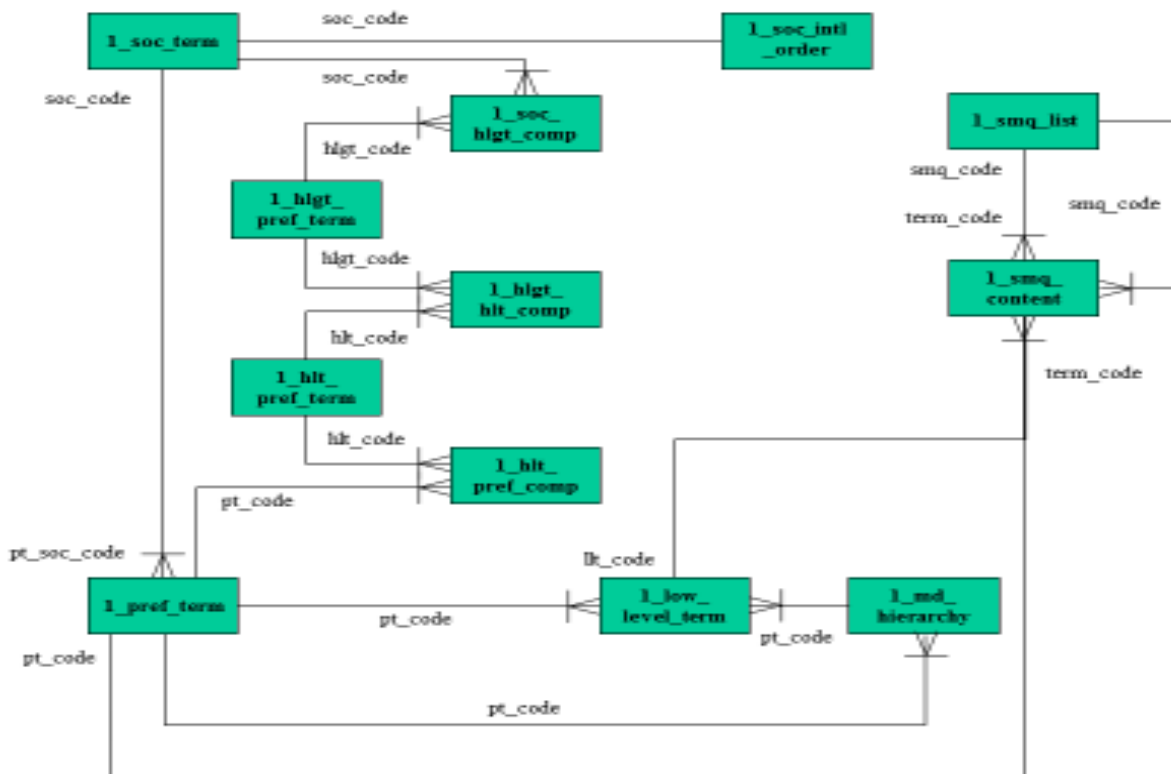 soc_code
1_soc_term
1_soc_intl
_order
soc_code
soc_code
1_soc_
hlgt_comp
1_smq_list
hlgt_code
smq_code
1_hlgt_
pref_term
smq_code
term_code
hlgt_code
1_hlgt_
hlt_comp
1_smq_
content
hlt_code
1_hlt_
pref_term
term_code
hlt_code
1_hlt_
pref_comp
pt_code
pt_soc_code
llt_code
1_pref_term
1_low_
level_term
1_md_
hierarchy
pt_code
pt_code
pt_code
pt_code